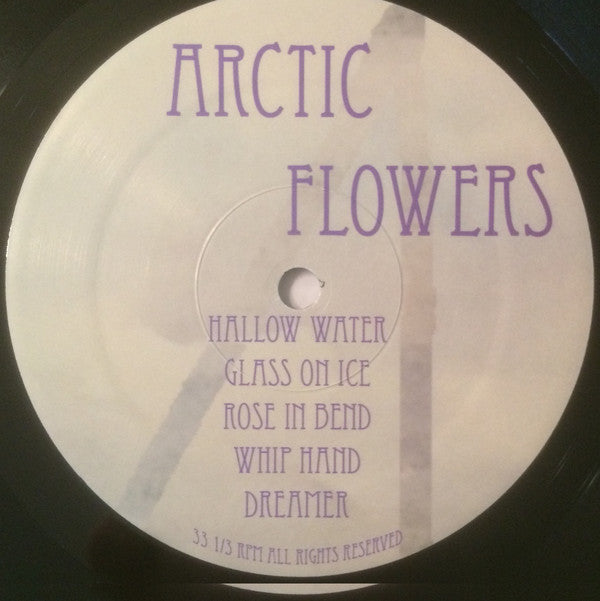 ARCTIC
FLOWERS
HALLOW WATER
GLASS ON ICE
ROSE IN BEND
WHIP HAND
DREAMER
33 1/3 RPM ALL RIGHTS RESERVED